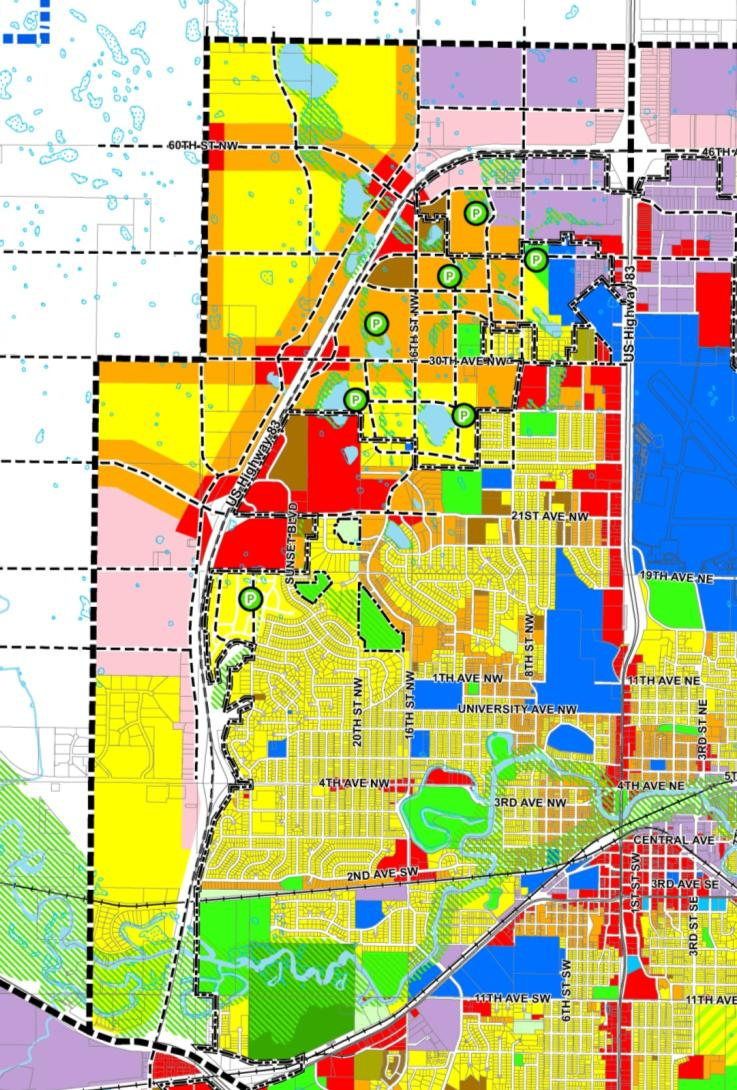 60TH ST NW
46TH A
P
P
P
US Highway 83
P
16TH ST NW
30TH AVE NW
P
P
US Highway 83
SUNSET BLVD
21ST AVE NW
19TH AVE NE
P
8TH ST NW
1TH AVE NW
11TH AVE NE
20TH ST NW
16TH ST NW
UNIVERSITY AVE NW
3RD ST NE
5T
4TH AVE NW
4TH AVE NE
3RD AVE NW
CENTRAL AVE
2ND AVE SW
3RD AVE SE
1ST ST SW
3RD ST SE
6TH ST SW
11TH AVE SW
11TH AVE